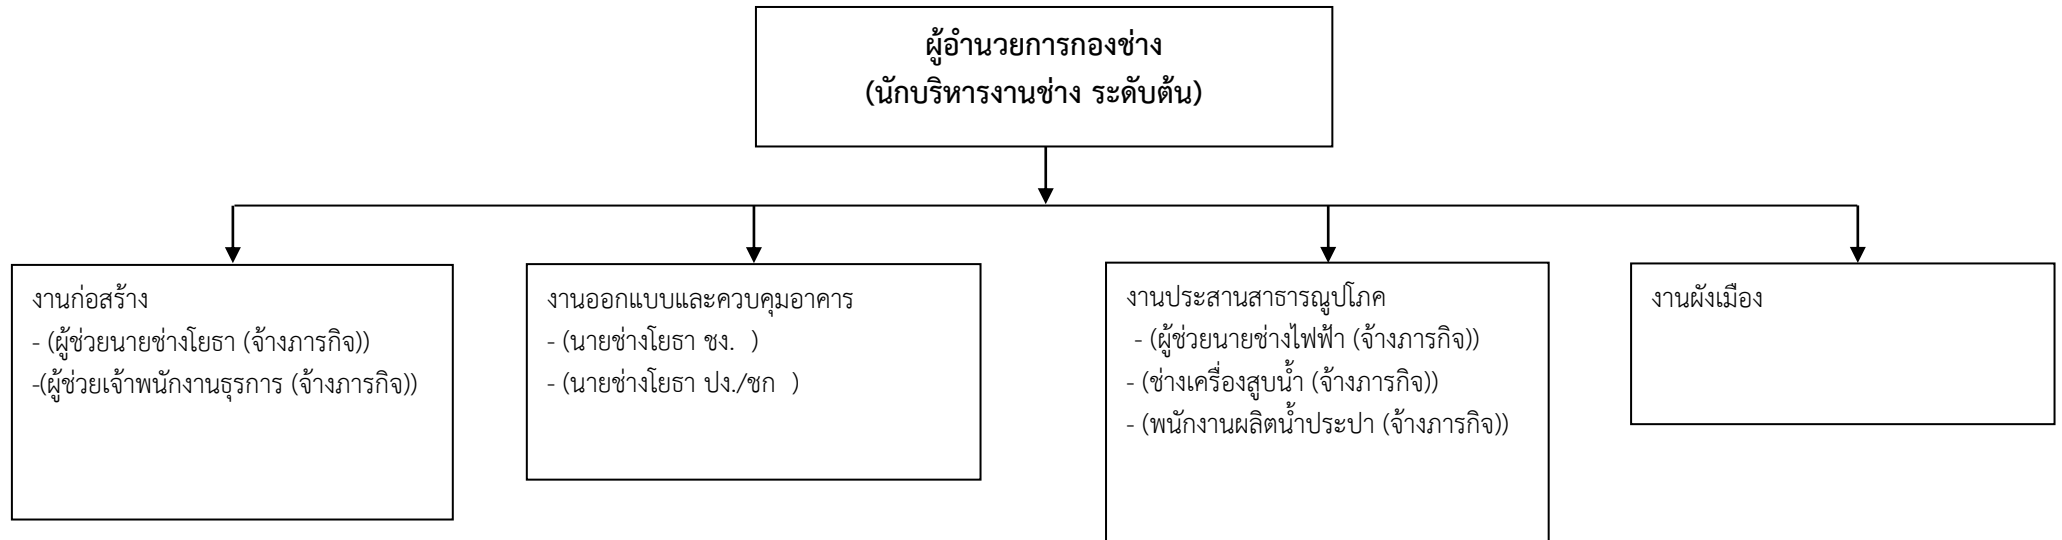 ผู้อำนวยการกองช่าง
(นักบริหารงานช่าง ระดับต้น)
งานก่อสร้าง
- (ผู้ช่วยนายช่างโยธา (จ้างภารกิจ))
-(ผู้ช่วยเจ้าพนักงานธุรการ (จ้างภารกิจ))
งานออกแบบและควบคุมอาคาร
- (นายช่างโยธา ชง.  )
- (นายช่างโยธา ปง./ชก  )
งานประสานสาธารณูปโภค
- (ผู้ช่วยนายช่างไฟฟ้า (จ้างภารกิจ))
- (ช่างเครื่องสูบน้ำ (จ้างภารกิจ))
- (พนักงานผลิตน้ำประปา (จ้างภารกิจ))
งานผังเมือง